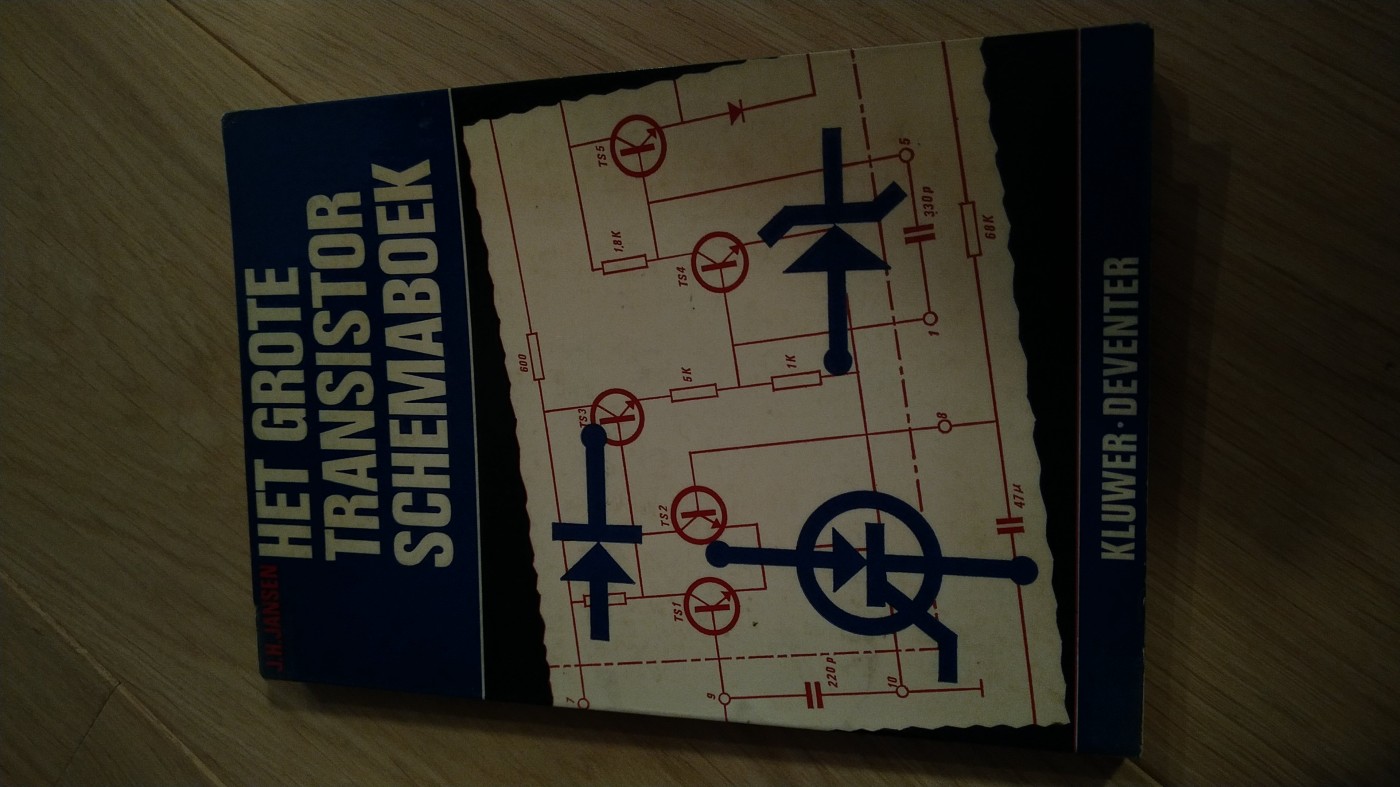 J.H.JANSEN
HET GROTE
TRANSISTOR
SCHEMABOEK
600
1,8K
TS5
TS3
5K
TS4
TS2
1K
TS1
5
330p
1
68K
8
7
9
220p
10
47µ
KLUWER·DEVENTER